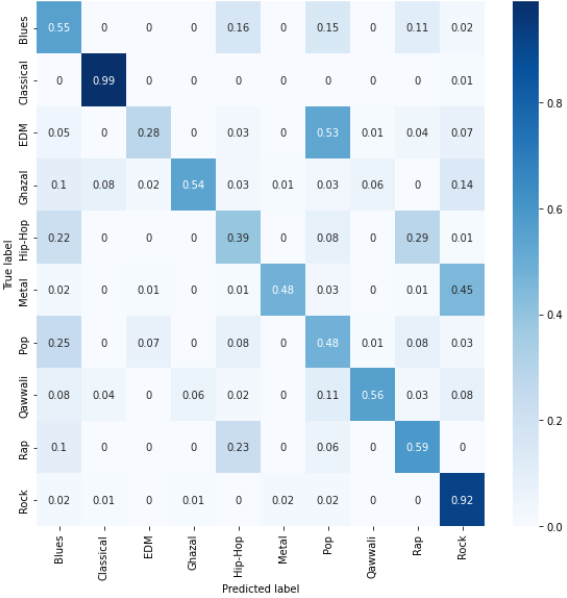 True label
Blues 0.55 0 0 0 0.16 0 0.15 0 0.11 0.02
Classical 0 0.99 0 0 0 0 0 0 0 0.01
EDM 0.05 0 0.28 0 0.03 0 0.53 0.01 0.04 0.07
Ghazal 0.1 0.08 0.02 0.54 0.03 0.01 0.03 0.06 0 0.14
Hip-Hop 0.22 0 0 0 0.39 0 0.08 0 0.29 0.01
Metal 0.02 0 0.01 0 0.01 0.48 0.03 0 0.01 0.45
Pop 0.25 0 0.07 0 0.08 0 0.48 0.01 0.08 0.03
Qawwali 0.08 0.04 0 0.06 0.02 0 0.11 0.56 0.03 0.08
Rap 0.1 0 0 0 0.23 0 0.06 0 0.59 0
Rock 0.02 0.01 0 0.01 0 0.02 0.02 0 0 0.92
Blues Classical EDM Ghazal Hip-Hop Metal Pop Qawwali Rap Rock
Predicted label
0.8
0.6
0.4
0.2
0.0